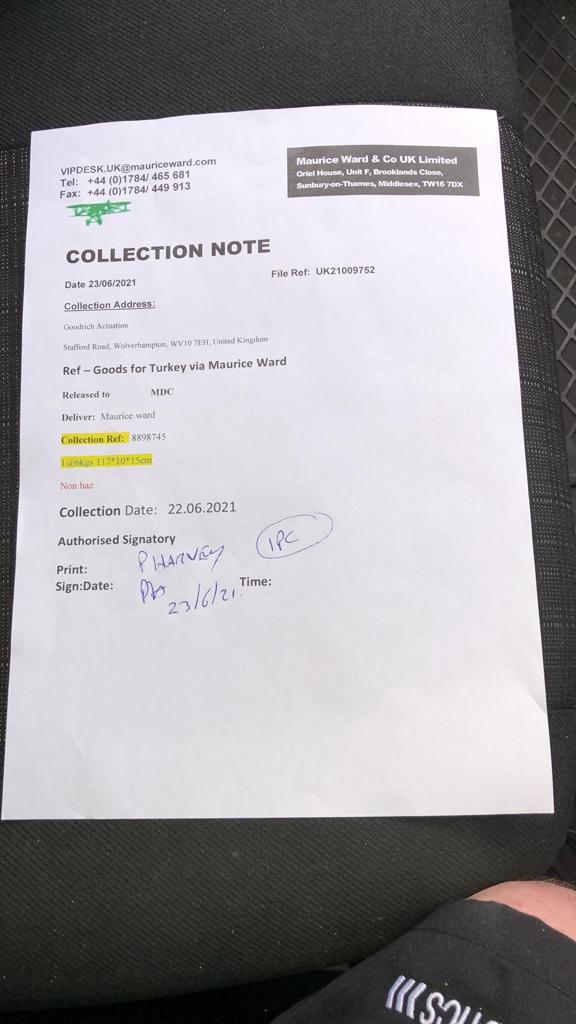 VIPDESK.UK@mauriceward.com
Tel: +44 (0)1784/ 465 681
Fax: +44 (0)1784/ 449 913
Maurice Ward & Co UK Limited
Oriel House, Unit F, Brooklands Close,
Sunbury-on-Thames, Middlesex, TW16 7DX
COLLECTION NOTE
Date 23/06/2021
File Ref: UK21009752
Collection Address:
Goodrich Actuation
Stafford Road, Wolverhampton, WV10 7EH, United Kingdom
Ref – Goods for Turkey via Maurice Ward
Released to MDC
Deliver: Maurice ward
Collection Ref: 8898745
1@6kgs 117*10*15cm
Non haz
Collection Date: 22.06.2021
Authorised Signatory
Print: P HARVEY 1PC
Sign:Date: 23/6/21. Time: